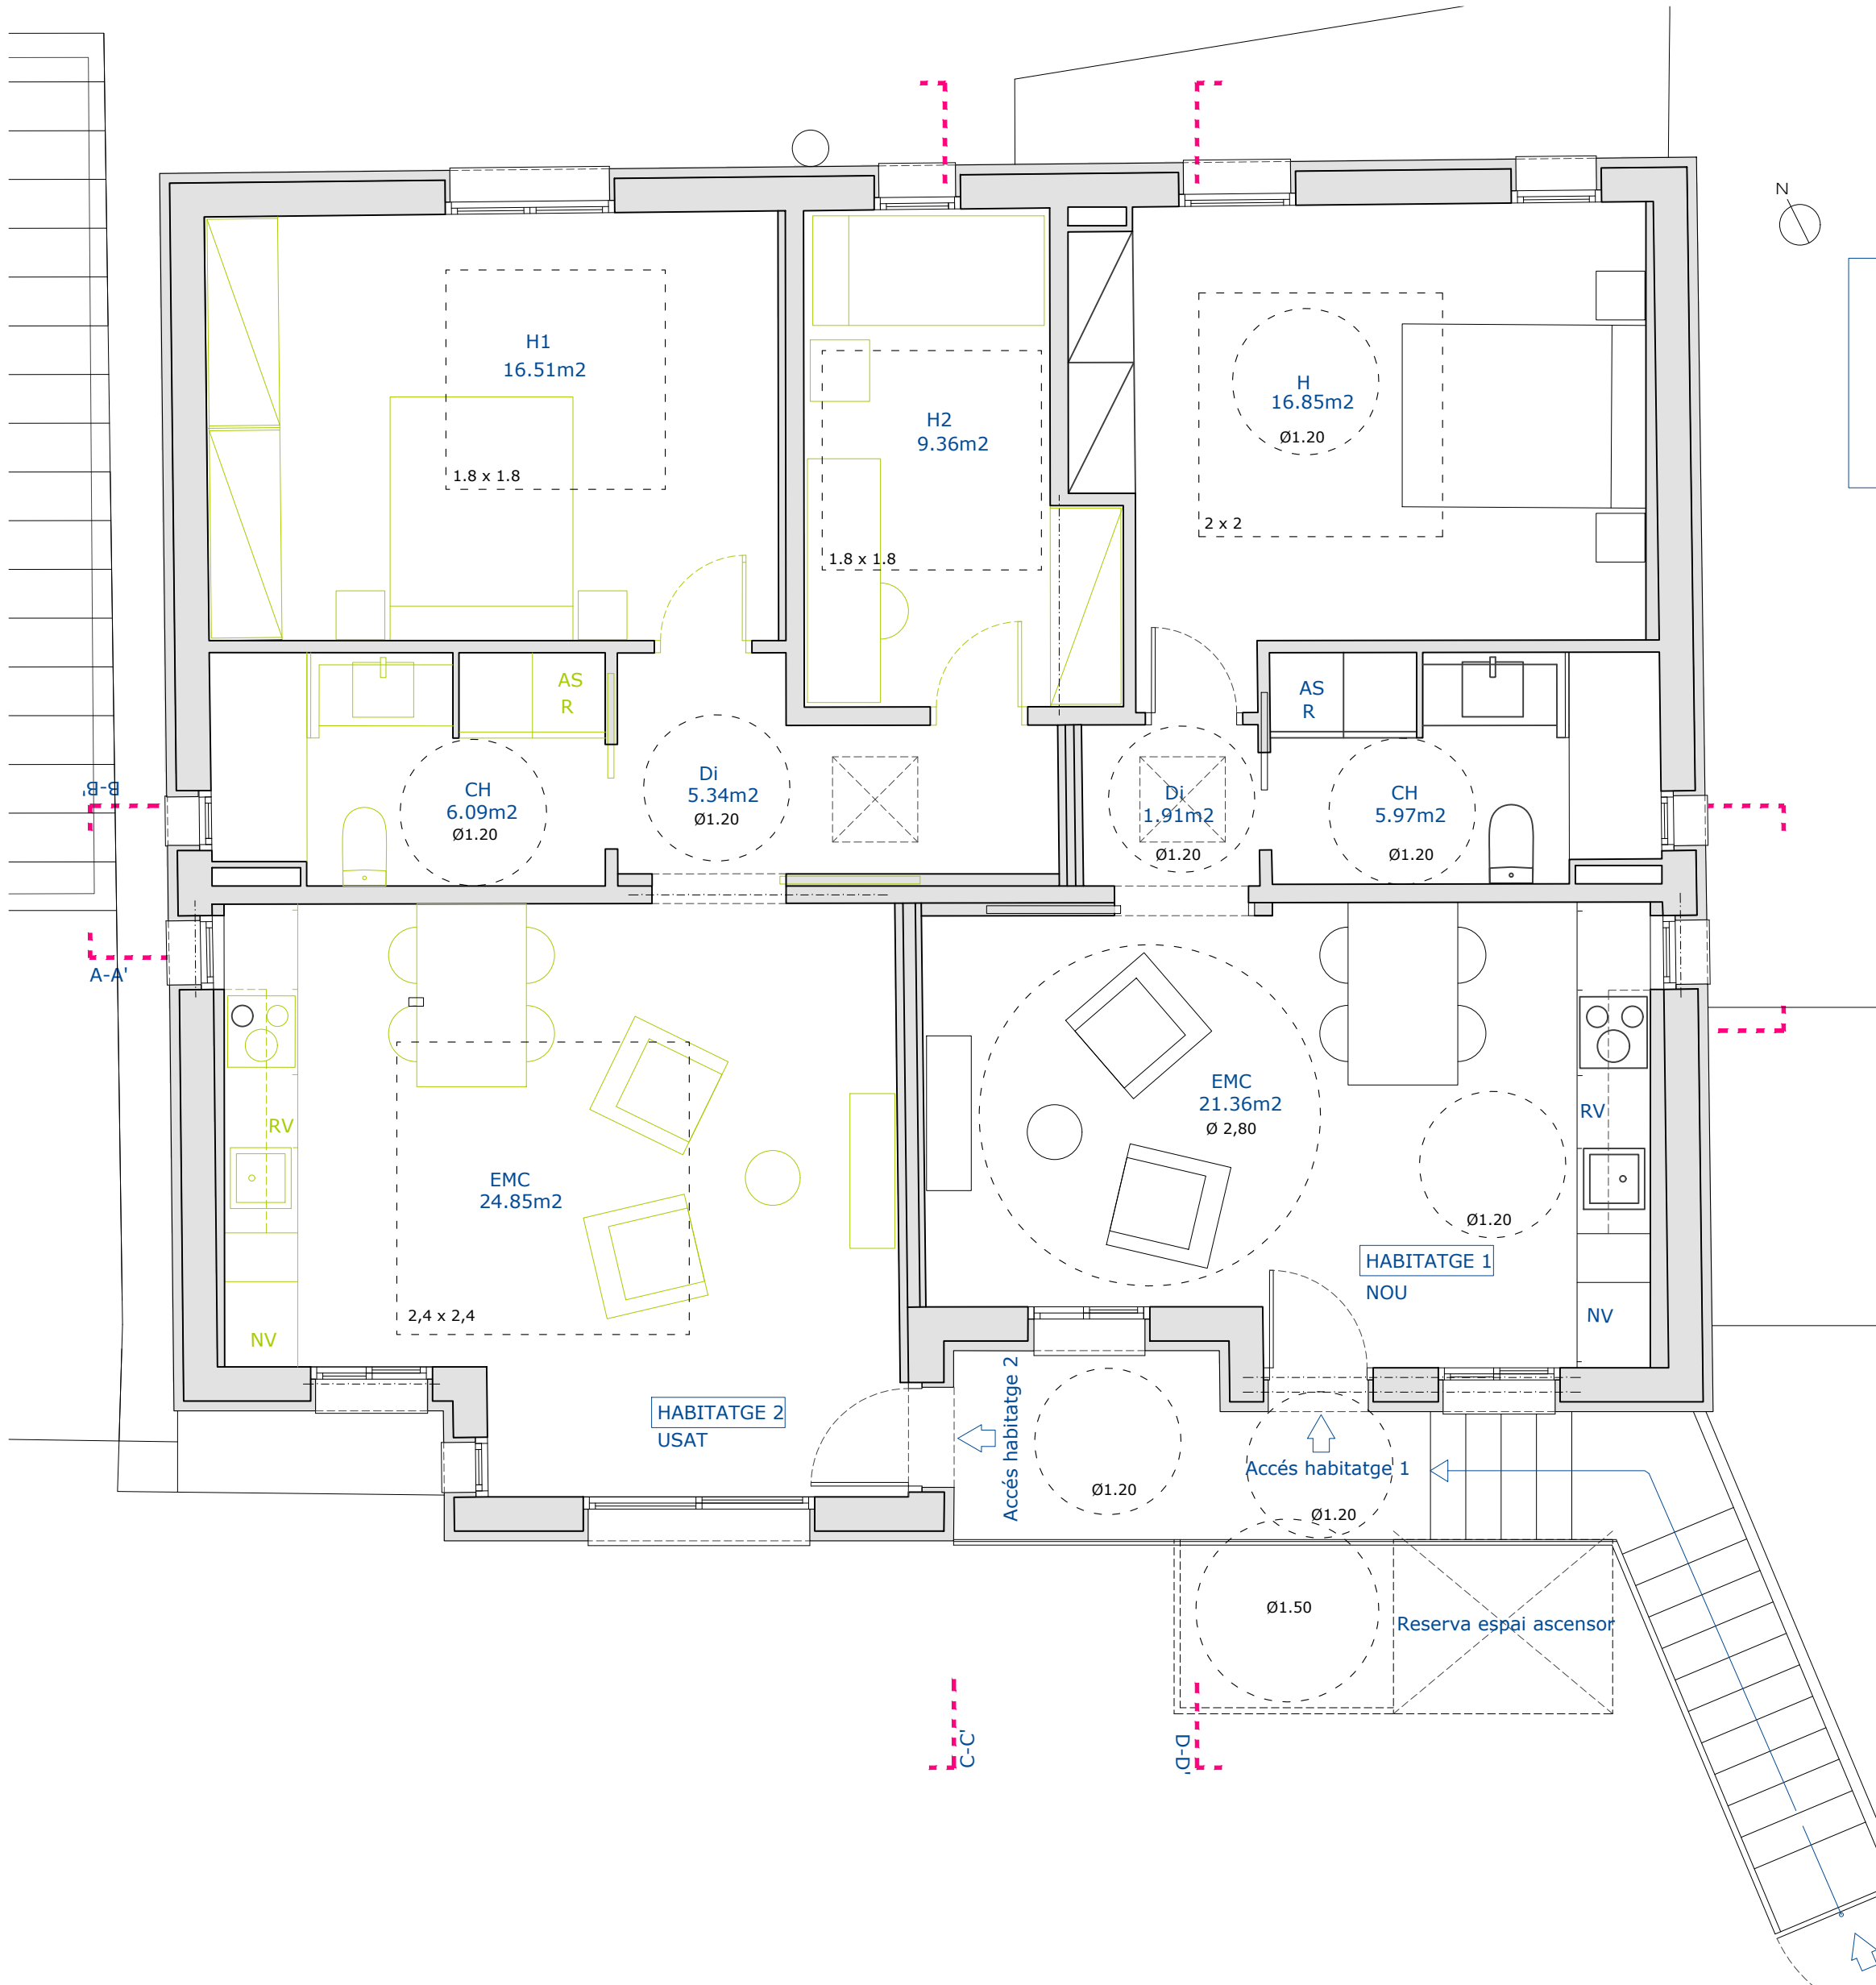 N
H1
16.51m2
1.8 x 1.8
H2
9.36m2
1.8 x 1.8
H
16.85m2
Ø1.20
2 x 2
AS
R
AS
R
B-B'
CH
6.09m2
Ø1.20
Di
5.34m2
Ø1.20
Di
1.91m2
Ø1.20
CH
5.97m2
Ø1.20
A-A'
RV
EMC
24.85m2
2,4 x 2,4
NV
EMC
21.36m2
Ø 2,80
RV
Ø1.20
HABITATGE 1
NOU
NV
HABITATGE 2
USAT
Accés habitatge 2
Ø1.20
Accés habitatge 1
Ø1.20
Ø1.50
Reserva espai ascensor
C-C'
D-D'